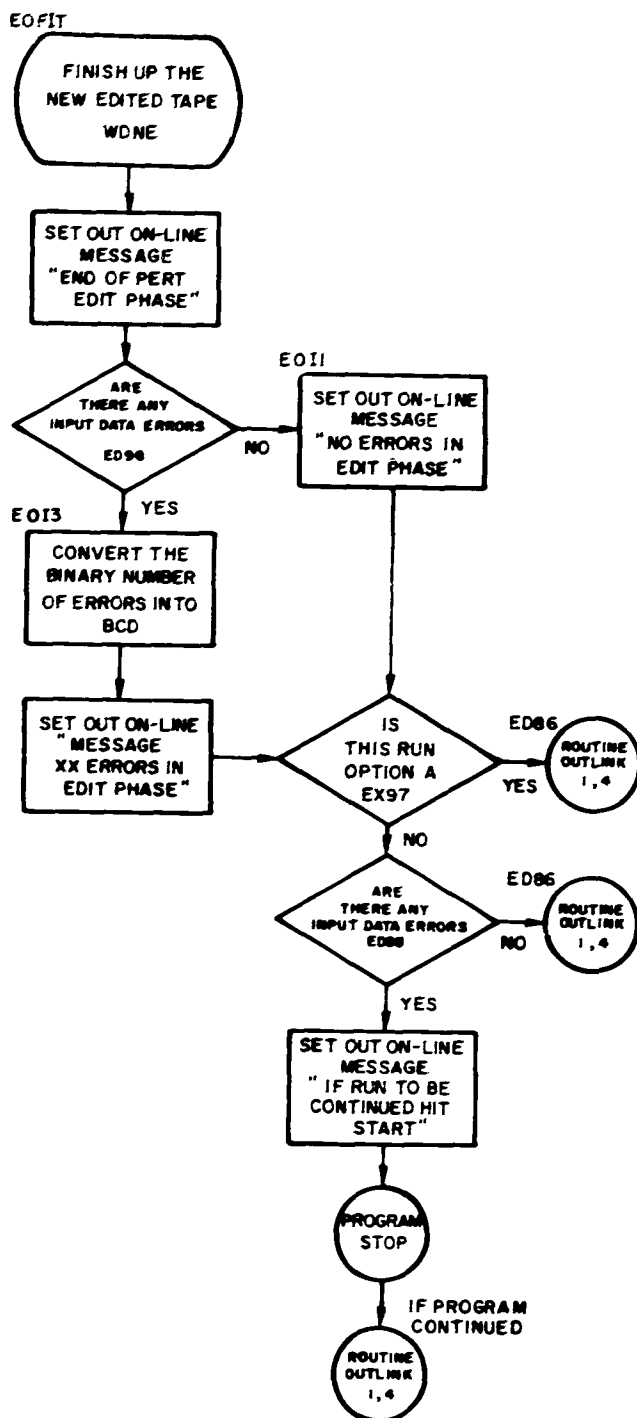 EOFIT
FINISH UP THE
NEW EDITED TAPE
WDNE
SET OUT ON-LINE
MESSAGE
"END OF PERT
EDIT PHASE"
ARE
THERE ANY
INPUT DATA ERRORS
ED96
NO
YES
EOI1
SET OUT ON-LINE
MESSAGE
"NO ERRORS IN
EDIT PHASE"
EOI3
CONVERT THE
BINARY NUMBER
OF ERRORS IN TO
BCD
SET OUT ON-LINE
"MESSAGE
XX ERRORS IN
EDIT PHASE"
IS
THIS RUN
OPTION A
EX97
YES
NO
ED86
ROUTINE
OUTLINK
1,4
ARE
THERE ANY
INPUT DATA ERRORS
NO
YES
ED86
ROUTINE
OUTLINK
1,4
SET OUT ON-LINE
MESSAGE
" IF RUN TO BE
CONTINUED HIT
START"
PROGRAM
STOP
IF PROGRAM
CONTINUED
ROUTINE
OUTLINK
1,4